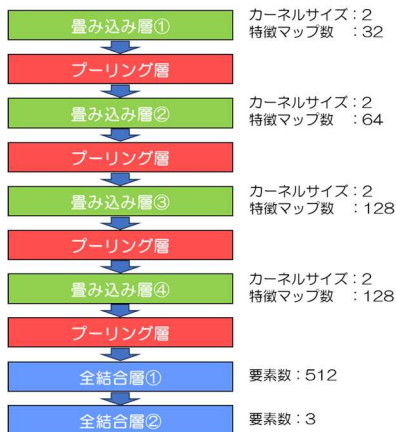 畳み込み層①
カーネルサイズ：2
特徴マップ数　：32
プーリング層
畳み込み層②
カーネルサイズ：2
特徴マップ数　：64
プーリング層
畳み込み層③
カーネルサイズ：2
特徴マップ数　：128
プーリング層
畳み込み層④
カーネルサイズ：2
特徴マップ数　：128
プーリング層
全結合層①
要素数：512
全結合層②
要素数：3